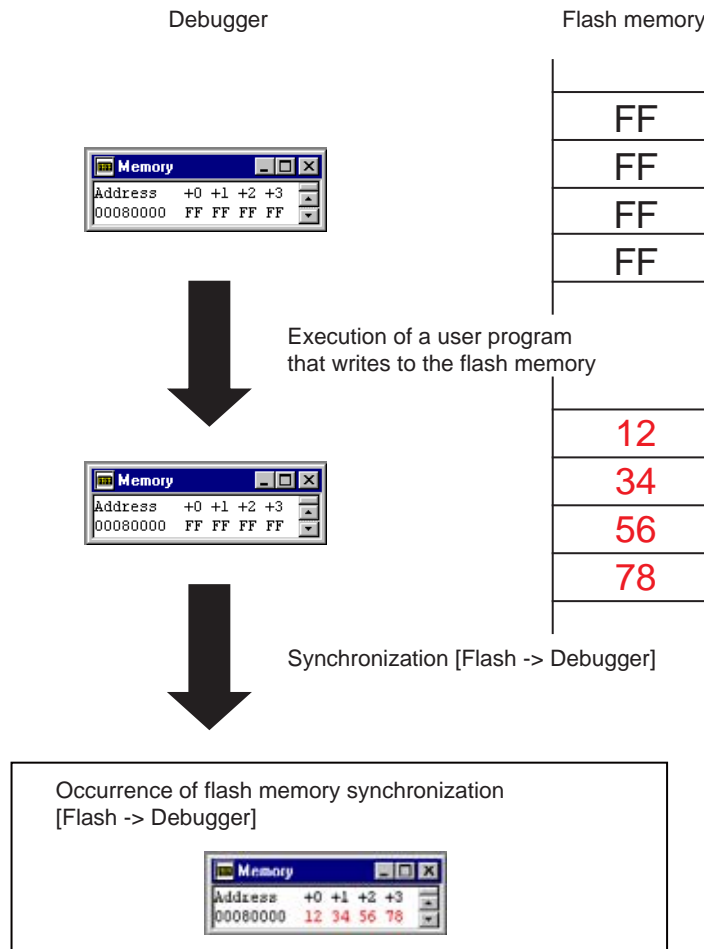 Debugger
Flash memory
FF
FF
FF
FF
Memory
Address +0 +1 +2 +3
00080000 FF FF FF FF
Execution of a user program
that writes to the flash memory
12
34
56
78
Memory
Address +0 +1 +2 +3
00080000 FF FF FF FF
Synchronization [Flash -> Debugger]
Occurrence of flash memory synchronization
[Flash -> Debugger]
Memory
Address +0 +1 +2 +3
00080000 12 34 56 78